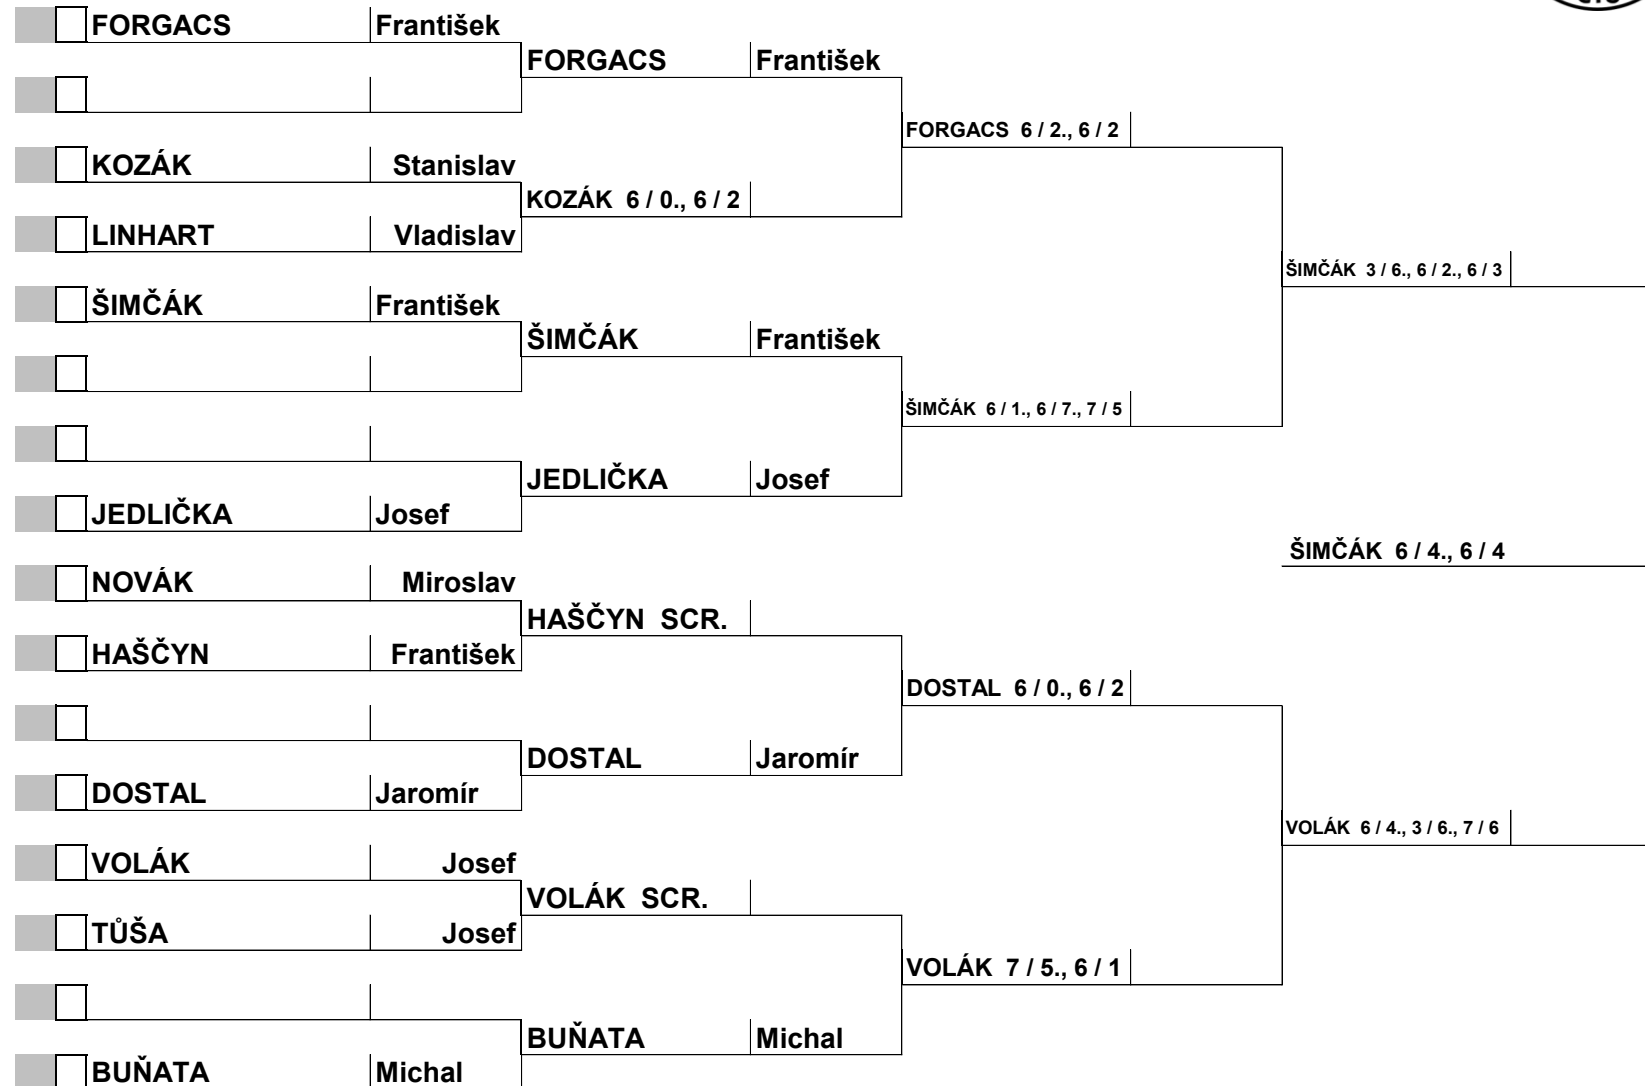 FORGACS František
FORGACS František
FORGACS 6 / 2., 6 / 2
KOZÁK Stanislav
KOZÁK 6 / 0., 6 / 2
LINHART Vladislav
ŠIMČÁK 3 / 6., 6 / 2., 6 / 3
ŠIMČÁK František
ŠIMČÁK František
ŠIMČÁK 6 / 1., 6 / 7., 7 / 5
JEDLIČKA Josef
JEDLIČKA Josef
ŠIMČÁK 6 / 4., 6 / 4
NOVÁK Miroslav
HAŠČYN SCR.
HAŠČYN František
DOSTAL 6 / 0., 6 / 2
DOSTAL Jaromír
DOSTAL Jaromír
VOLÁK 6 / 4., 3 / 6., 7 / 6
VOLÁK Josef
VOLÁK SCR.
TŮŠA Josef
VOLÁK 7 / 5., 6 / 1
BUŇATA Michal
BUŇATA Michal